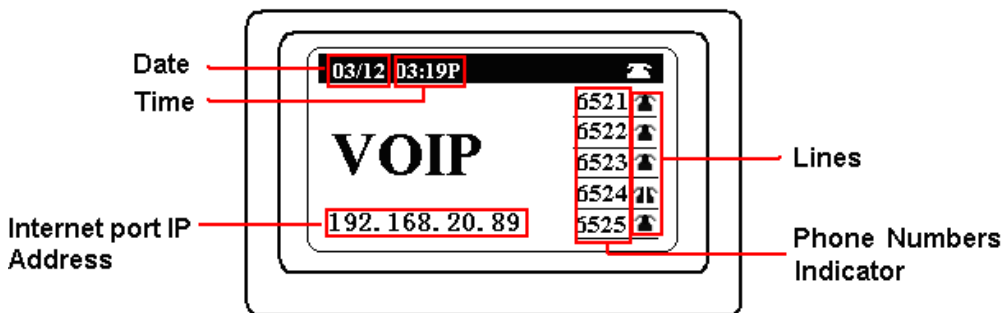 Date
Time
03/12 03:19P
6521
6522
VOIP
6523
Lines
6524
192.168.20.89
6525
Internet port IP
Address
Phone Numbers
Indicator